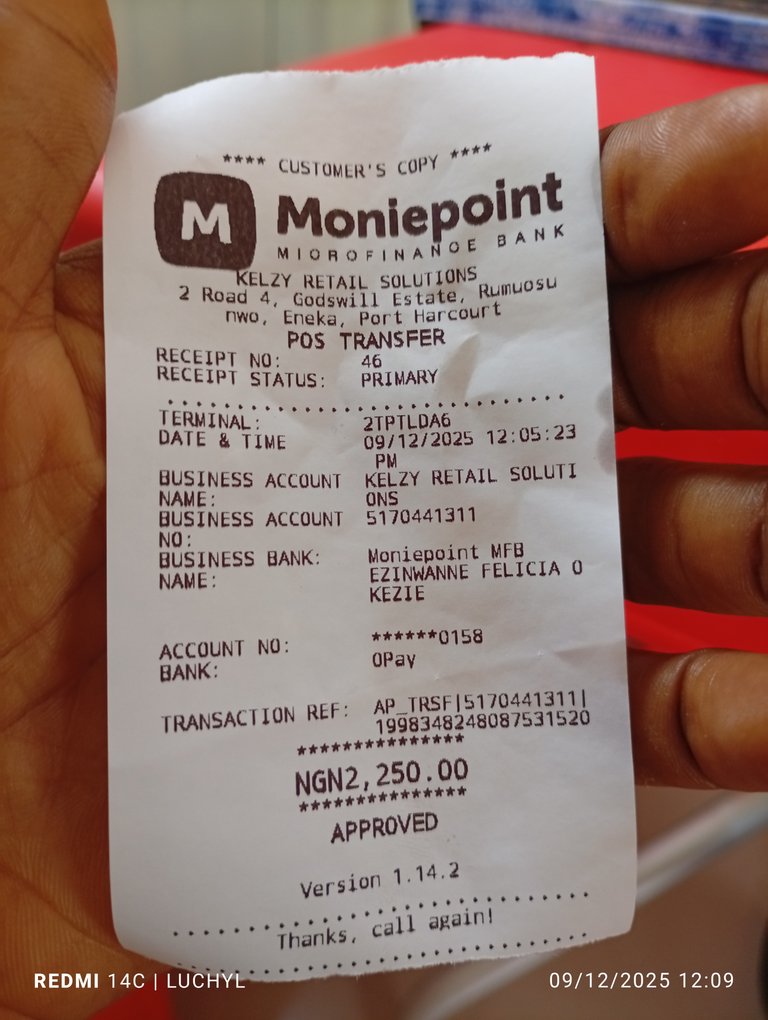 **** CUSTOMER'S COPY ****
M Moniepoint
MICROFINANCE BANK
KELZY RETAIL SOLUTIONS
2 Road 4, Godswill Estate, Rumuosu
nwo, Eneka, Port Harcourt
POS TRANSFER
RECEIPT NO: 46
RECEIPT STATUS: PRIMARY
TERMINAL: 2TPTLDA6
DATE & TIME 09/12/2025 12:05:23
PM
BUSINESS ACCOUNT KELZY RETAIL SOLUTI
NAME: ONS
BUSINESS ACCOUNT 5170441311
NO:
BUSINESS BANK: Moniepoint MFB
NAME: EZINWANNE FELICIA O
KEZIE
ACCOUNT NO: ******0158
BANK: OPay
TRANSACTION REF: AP_TRSF|5170441311|
1998348248087531520
***************
NGN2,250.00
***************
APPROVED
Version 1.14.2
Thanks, call again!
REDMI 14C | LUCHYL 09/12/2025 12:09